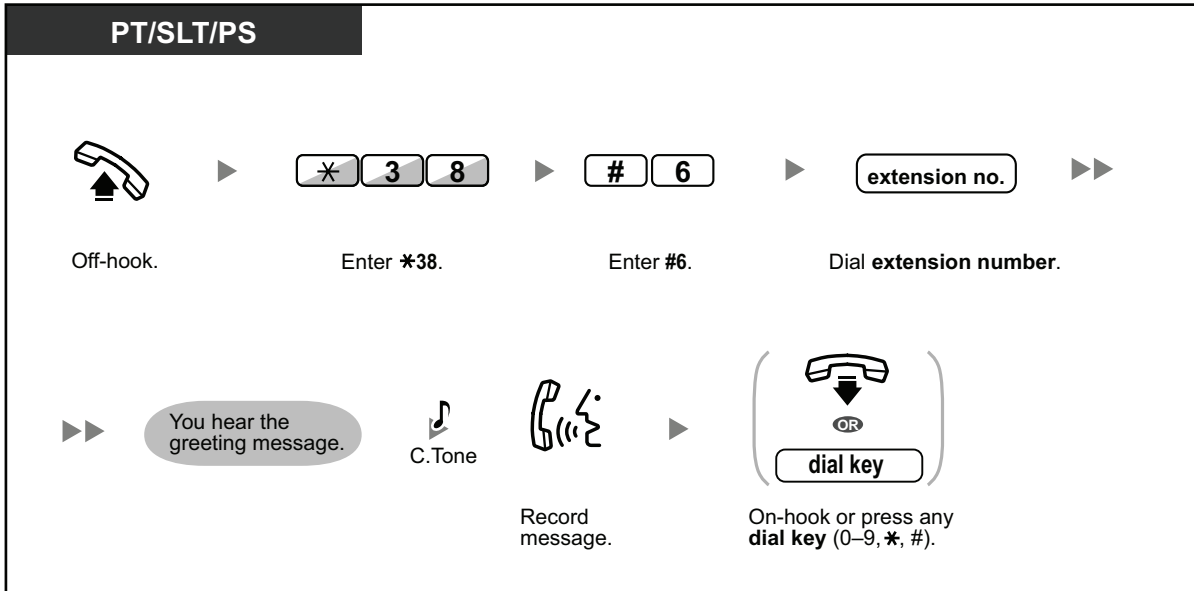 PT/SLT/PS
✱ 3 8
# 6
extension no.
Off-hook.
Enter ✱38.
Enter #6.
Dial extension number.
You hear the
greeting message.
C.Tone
OR
dial key
Record
message.
On-hook or press any
dial key (0–9, ✱, #).